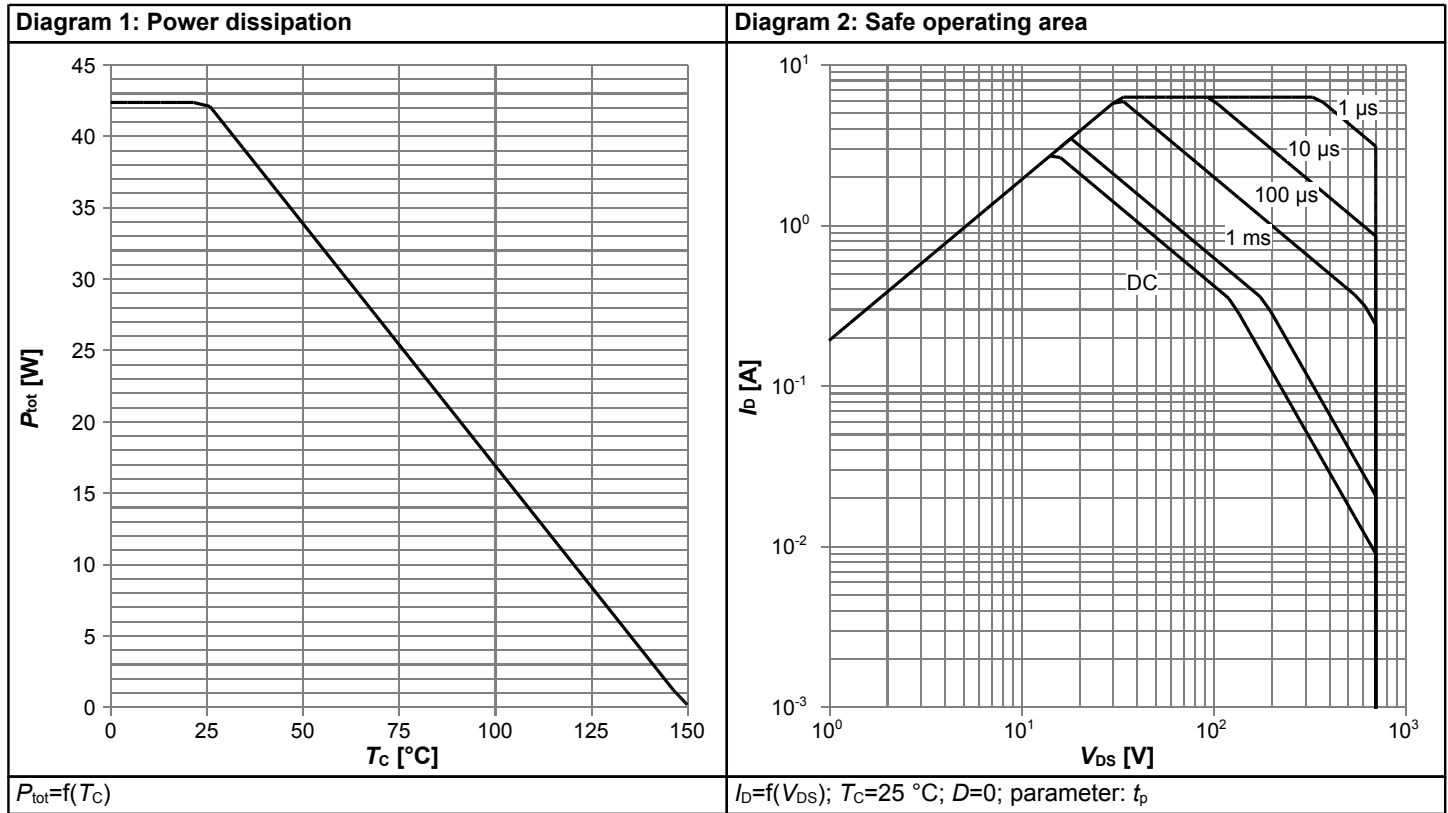 Diagram 1: Power dissipation
45
40
35
30
25
20
15
10
5
0
0 25 50 75 100 125 150
Ptot [W]
TC [°C]
Ptot=f(TC)
Diagram 2: Safe operating area
10¹
10⁰
10⁻¹
10⁻²
10⁻³
10⁰ 10¹ 10² 10³
1 µs
10 µs
100 µs
1 ms
DC
ID [A]
VDS [V]
ID=f(VDS); TC=25 °C; D=0; parameter: tp